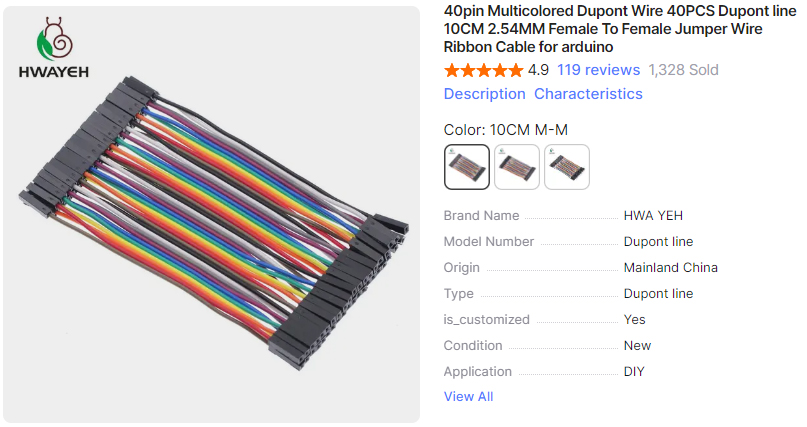 HWAYEH
40pin Multicolored Dupont Wire 40PCS Dupont line
10CM 2.54MM Female To Female Jumper Wire
Ribbon Cable for arduino
4.9 119 reviews 1,328 Sold
Description Characteristics
Color: 10CM M-M
Brand Name HWA YEH
Model Number Dupont line
Origin Mainland China
Type Dupont line
is_customized Yes
Condition New
Application DIY
View All